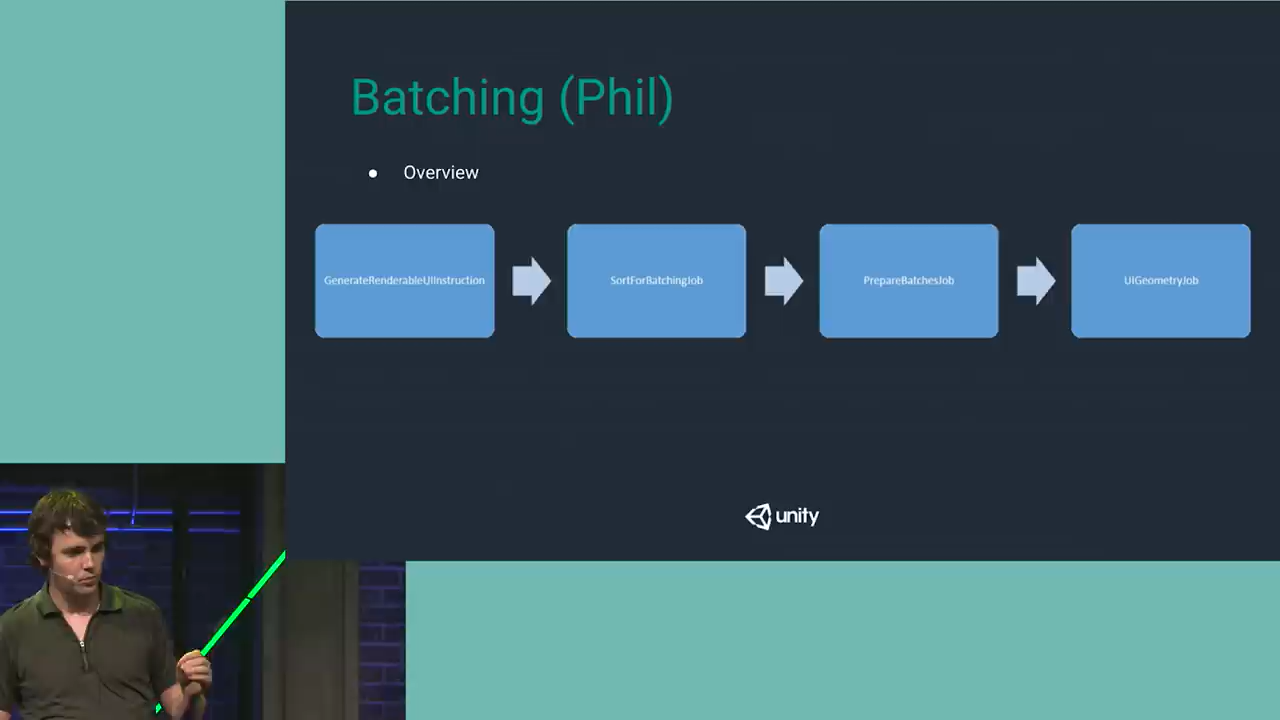 Batching (Phil)
Overview
GenerateRenderableUIInstruction
SortForBatchingJob
PrepareBatchesJob
UIGeometryJob
unity